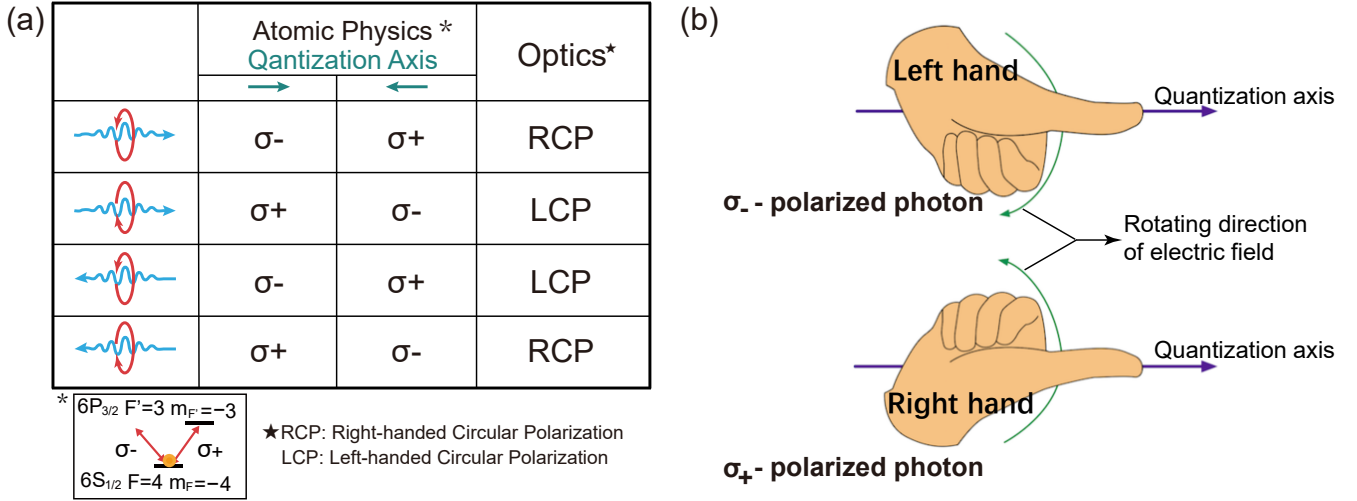 (a)
Atomic Physics *
Qantization Axis
Optics★
σ- σ+ RCP
σ+ σ- LCP
σ- σ+ LCP
σ+ σ- RCP
*
6P3/2 F'=3 mF'=−3
σ- σ+
6S1/2 F=4 mF=−4
★RCP: Right-handed Circular Polarization
LCP: Left-handed Circular Polarization
(b)
Left hand
Quantization axis
σ- - polarized photon
Rotating direction
of electric field
Quantization axis
Right hand
σ+ - polarized photon